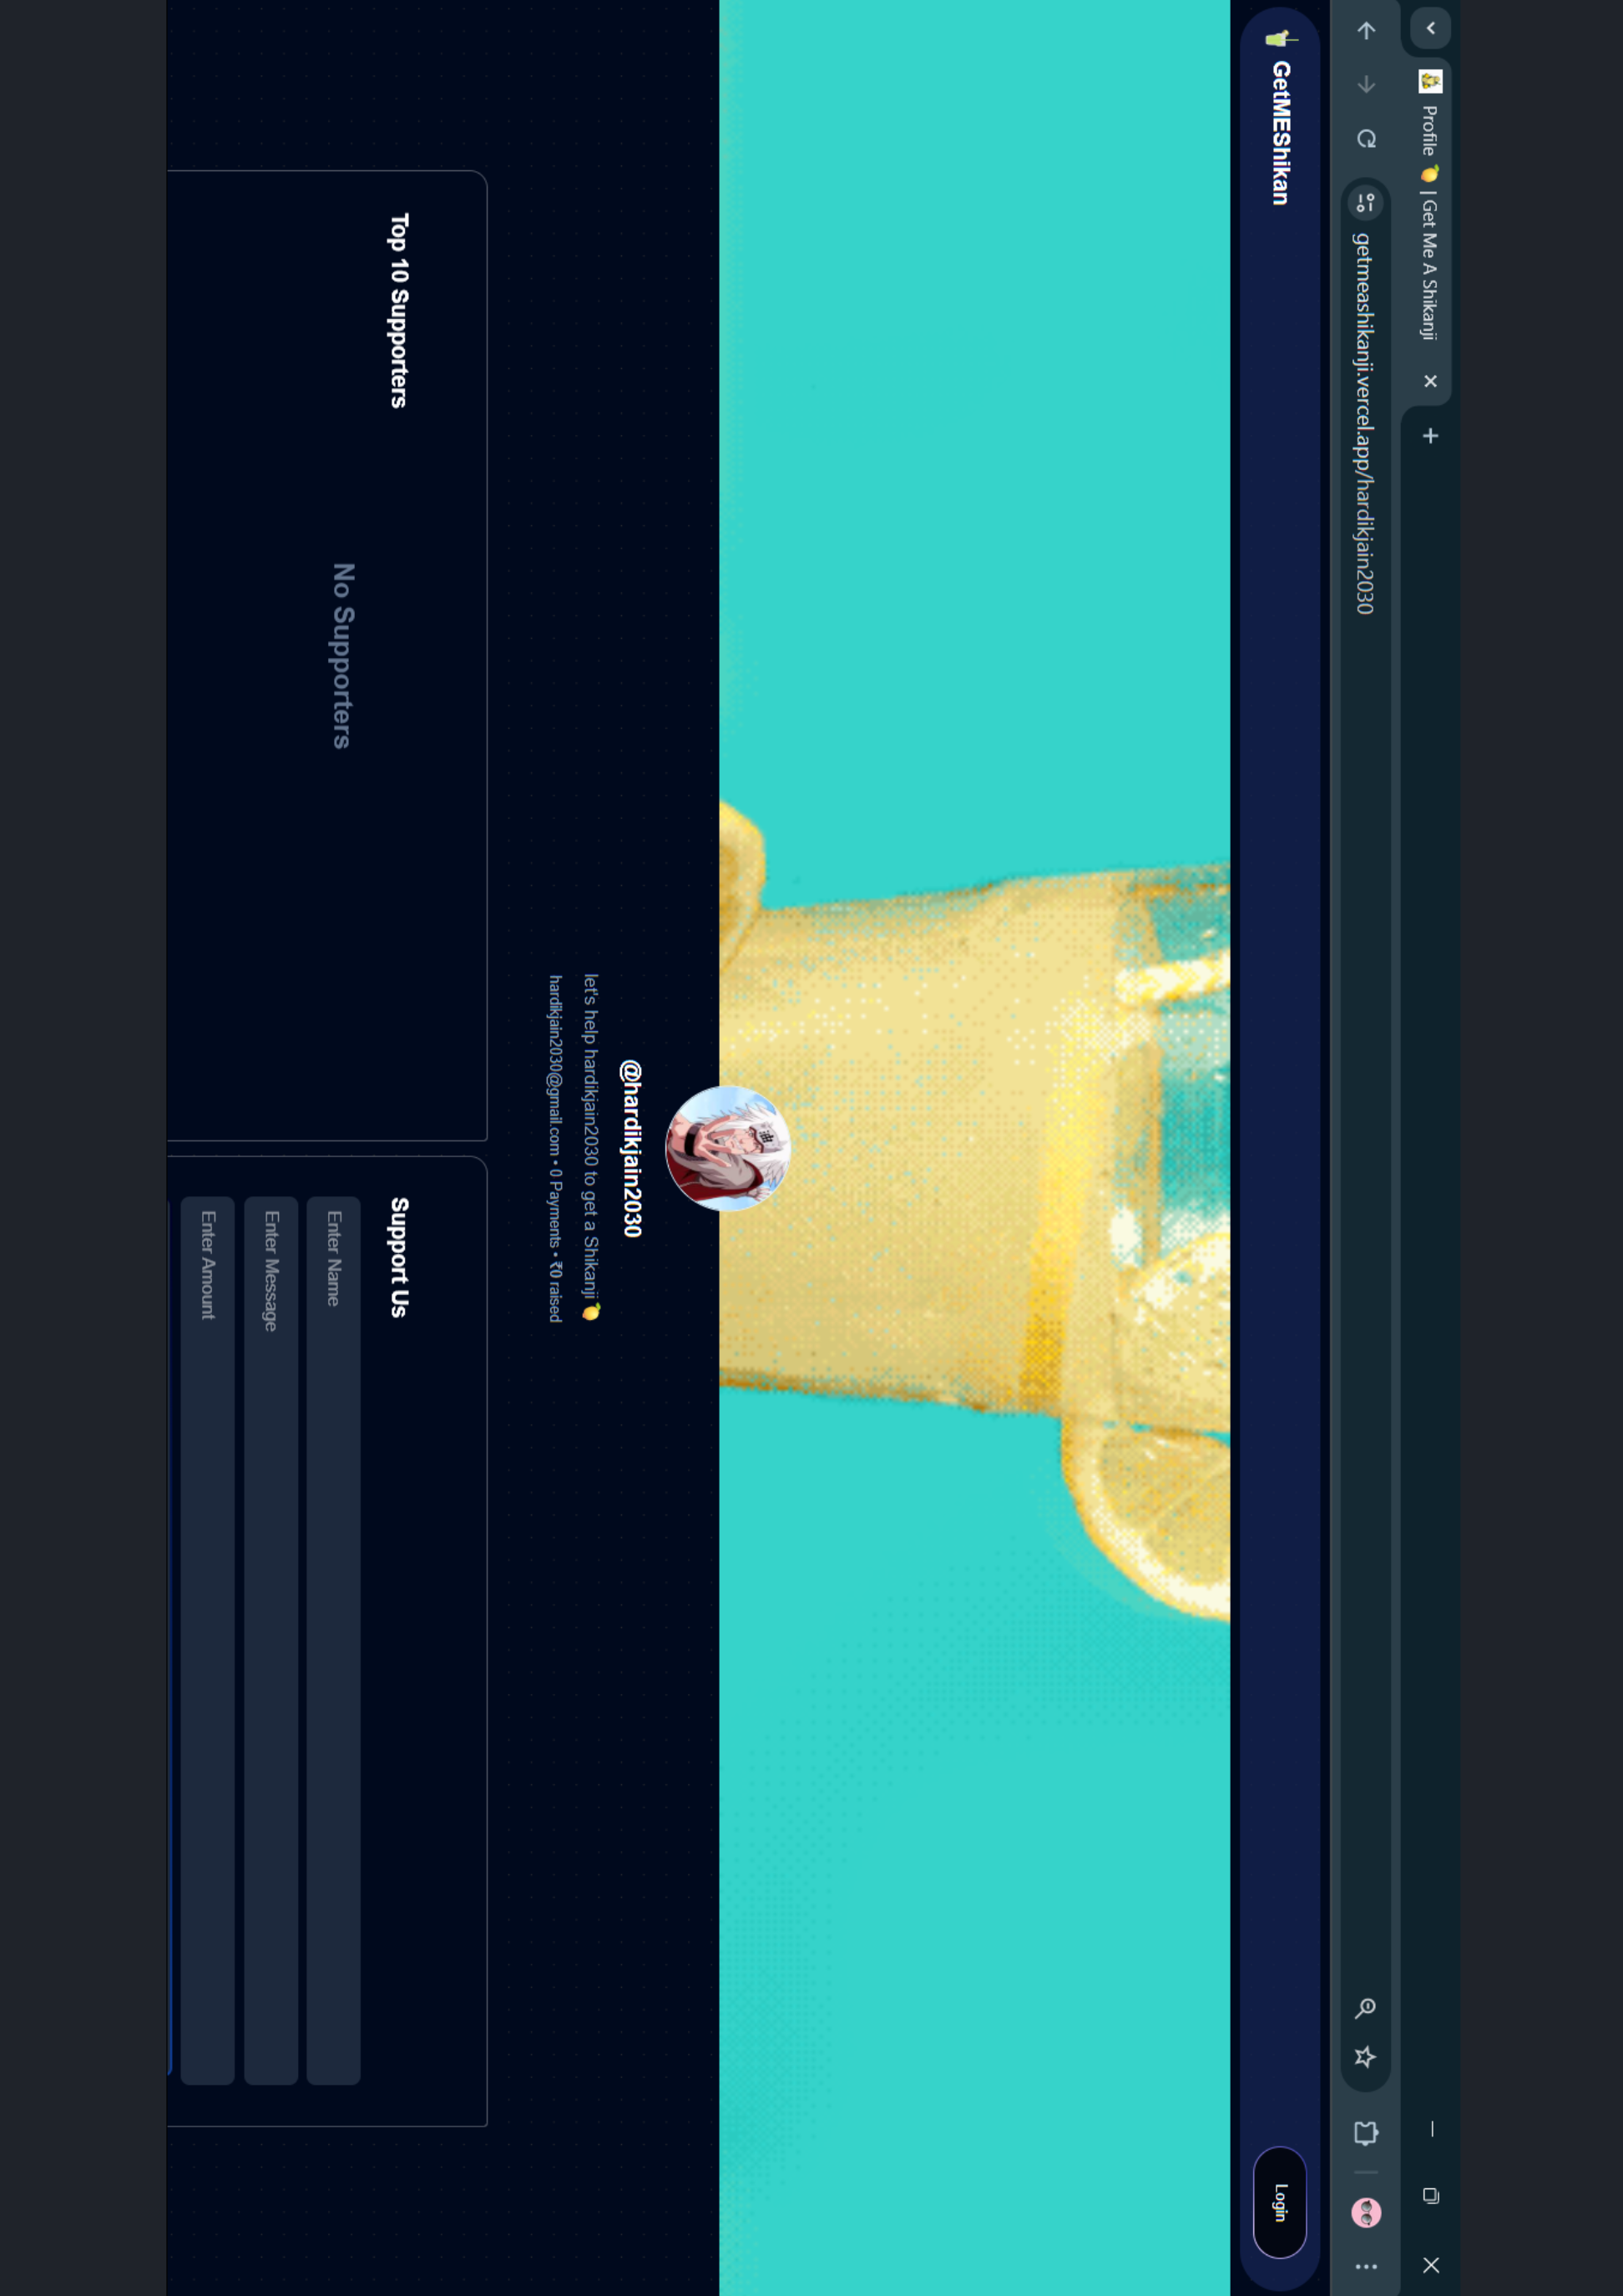 Profile 🍋 | Get Me A Shikanji
getmeashikanji.vercel.app/hardikjain2030
GetMEShikan
Login
@hardikjain2030
let's help hardikjain2030 to get a Shikanji🍋
hardikjain2030@gmail.com • 0 Payments • ₹0 raised
Top 10 Supporters
No Supporters
Support Us
Enter Name
Enter Message
Enter Amount